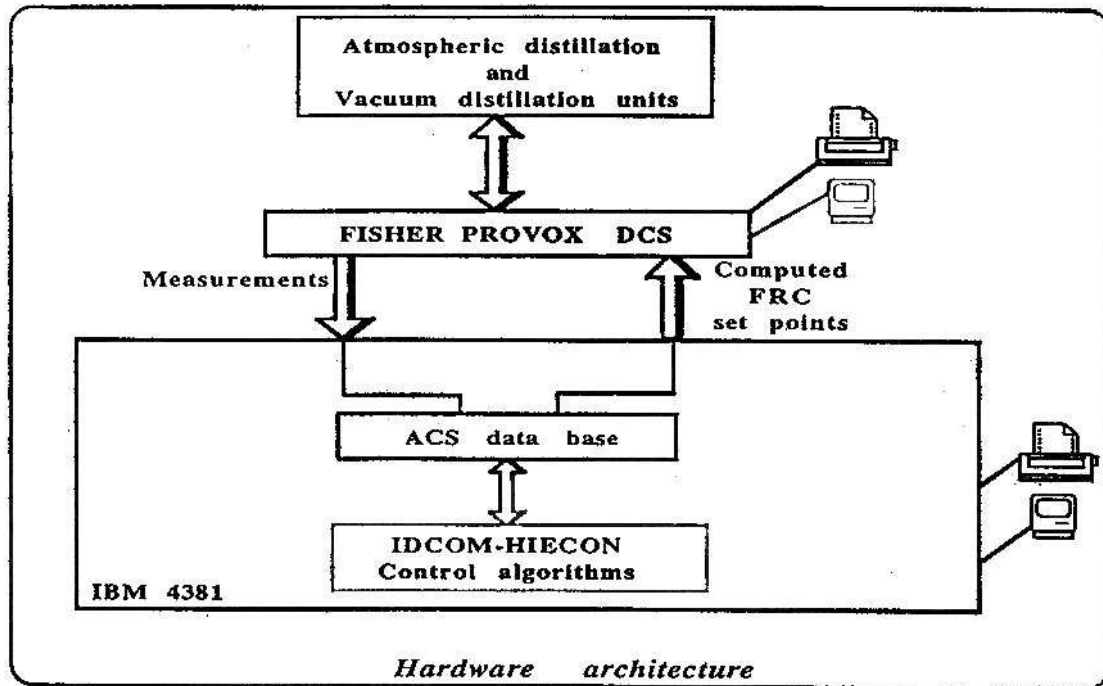 Atmospheric distillation
and
Vacuum distillation units
FISHER PROVOX DCS
Measurements
Computed
FRC
set points
ACS data base
IDCOM-HIECON
Control algorithms
IBM 4381
Hardware architecture